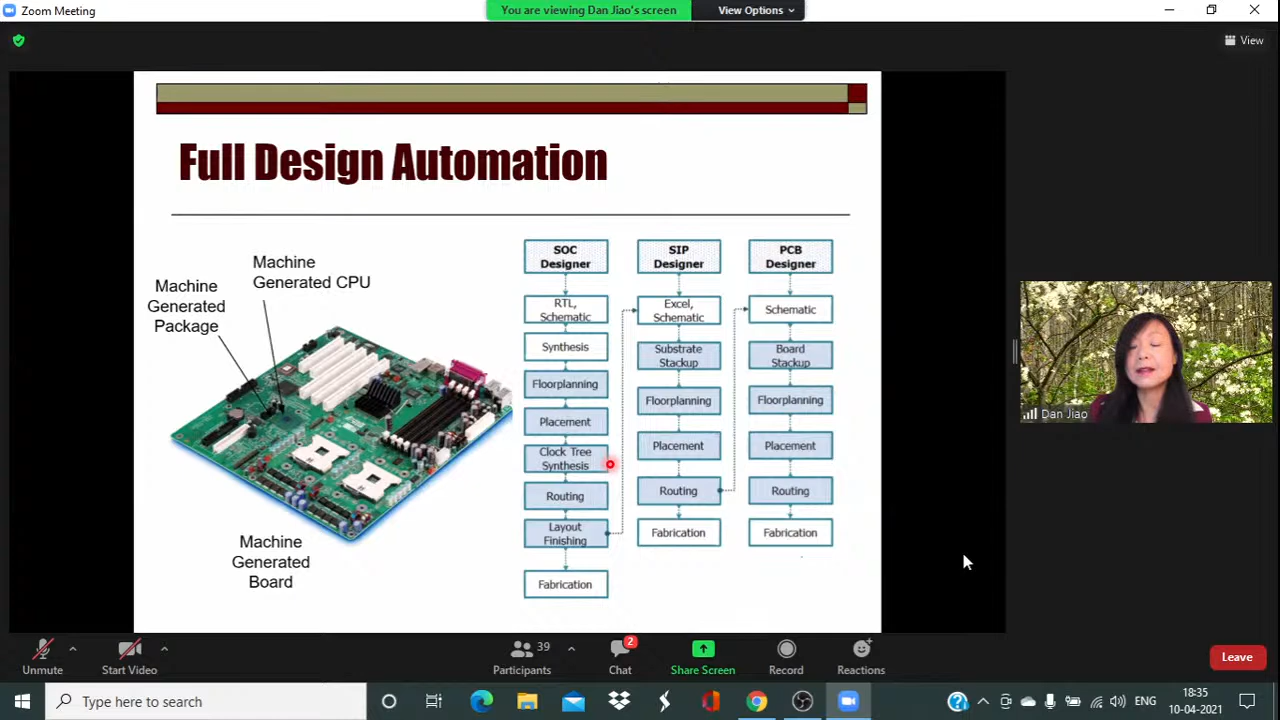 Zoom Meeting
You are viewing Dan Jiao's screen
View Options
View
Full Design Automation
Machine
Generated CPU
Machine
Generated
Package
Machine
Generated
Board
SOC
Designer
RTL,
Schematic
Synthesis
Floorplanning
Placement
Clock Tree
Synthesis
Routing
Layout
Finishing
Fabrication
SIP
Designer
Excel,
Schematic
Substrate
Stackup
Floorplanning
Placement
Routing
Fabrication
PCB
Designer
Schematic
Board
Stackup
Floorplanning
Placement
Routing
Fabrication
Dan Jiao
Unmute
Start Video
39
Participants
2
Chat
Share Screen
Record
Reactions
Leave
Type here to search
ENG
18:35
10-04-2021